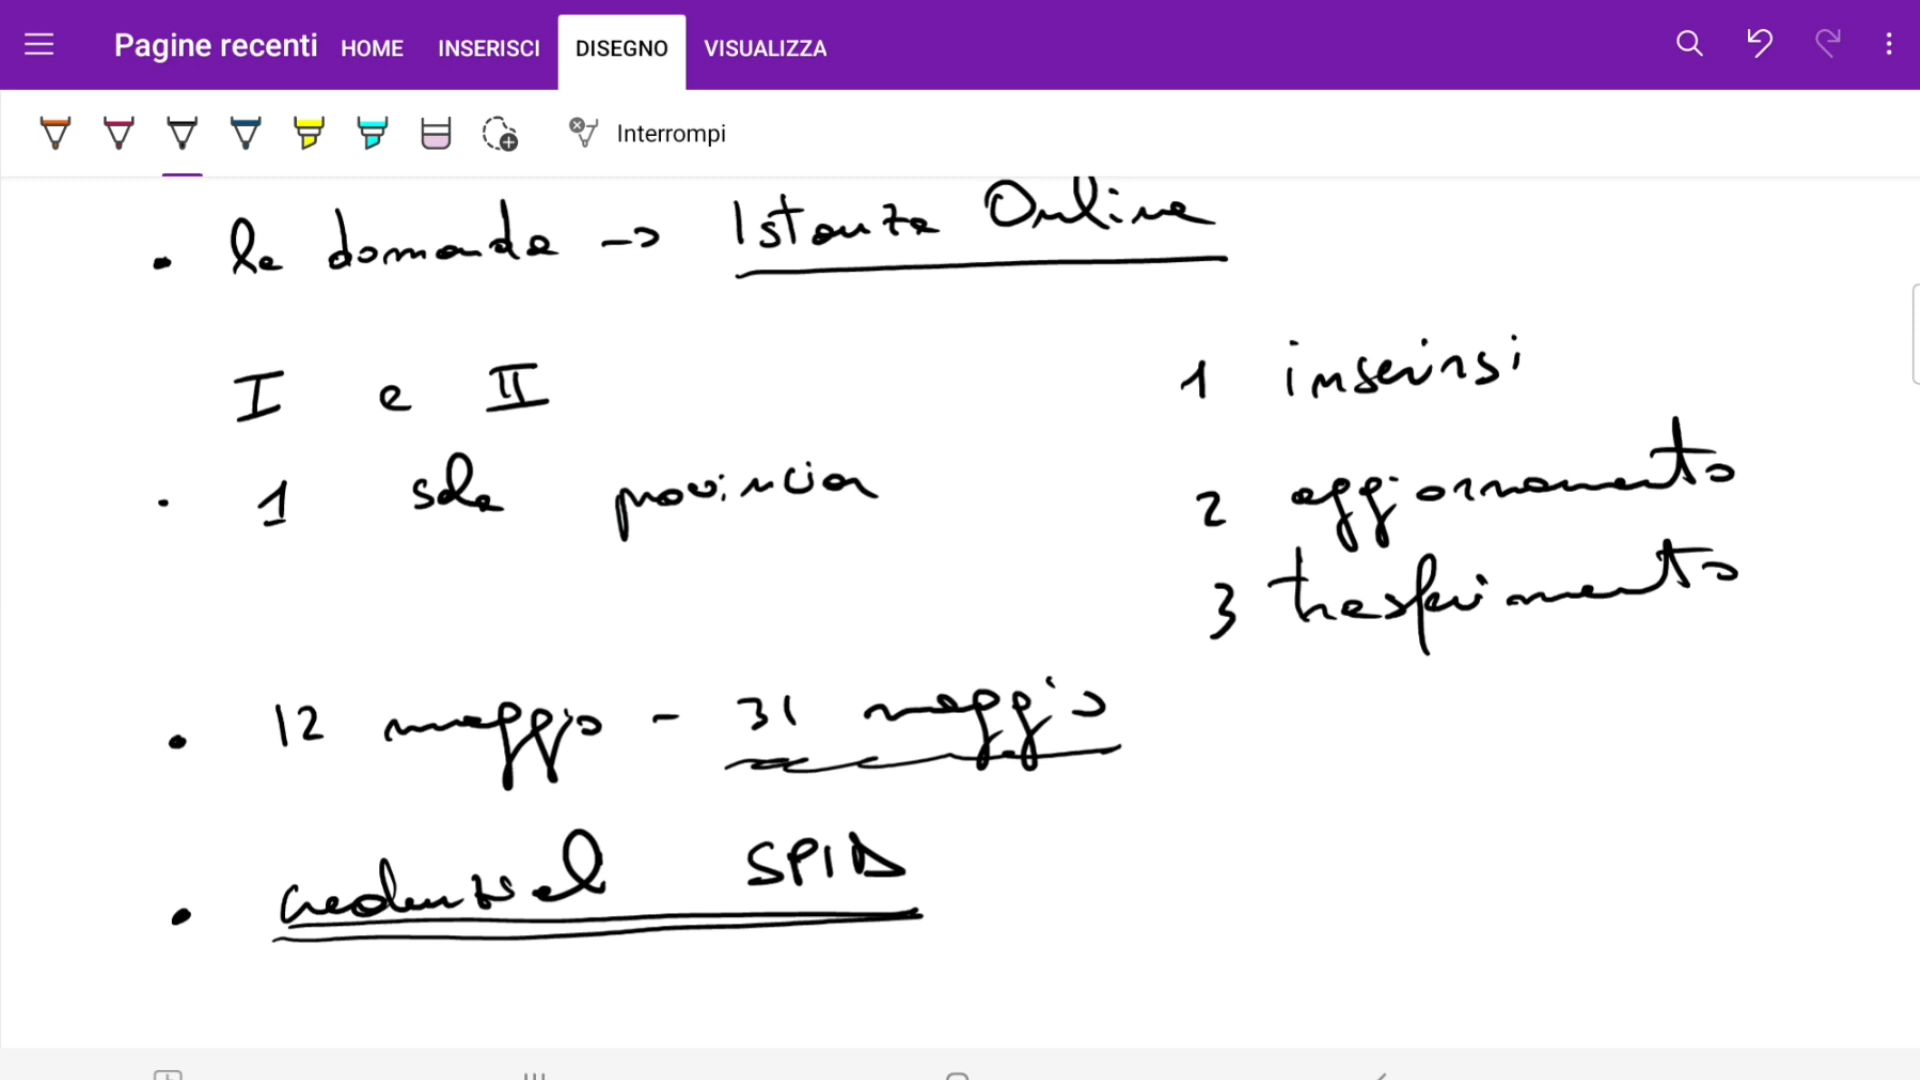 Pagine recenti HOME INSERISCI DISEGNO VISUALIZZA
Interrompi
• la domanda -> Istanza Online
I e II
• 1 sola provincia
1 inserirsi
2 aggiornamento
3 trasferimento
• 12 maggio - 31 maggio
• credenzial SPID